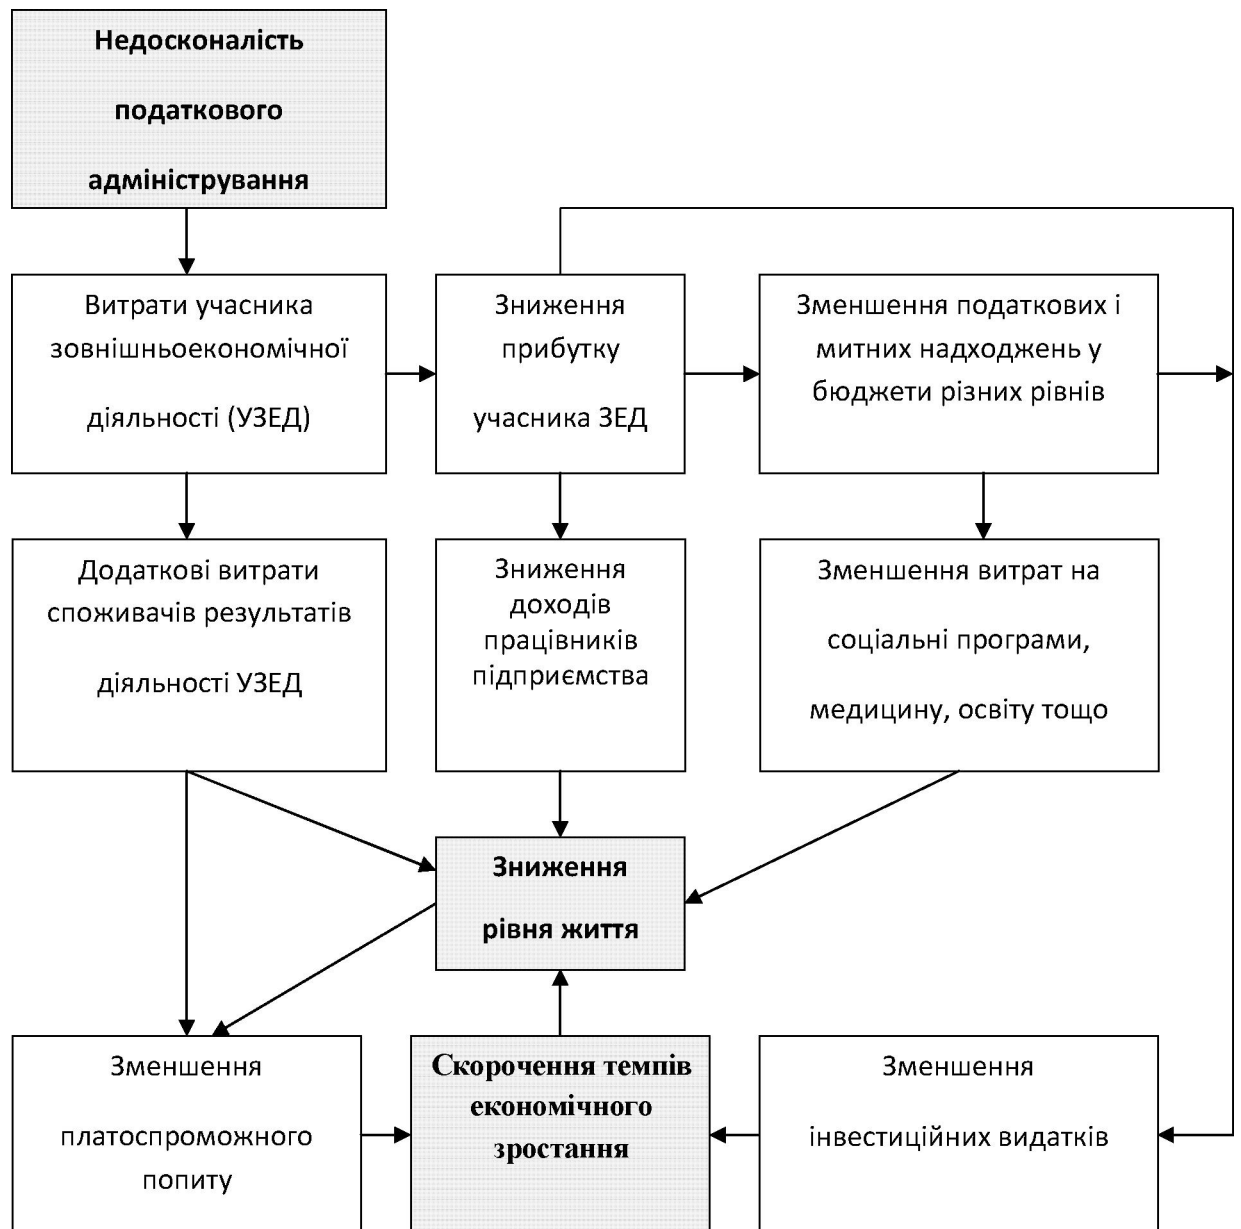 Недосконалість
податкового
адміністрування
Витрати учасника
зовнішньоекономічної
діяльності (УЗЕД)
Зниження
прибутку
учасника ЗЕД
Зменшення податкових і
митних надходжень у
бюджети різних рівнів
Додаткові витрати
споживачів результатів
діяльності УЗЕД
Зниження
доходів
працівників
підприємства
Зменшення витрат на
соціальні програми,
медицину, освіту тощо
Зниження
рівня життя
Зменшення
платоспроможного
попиту
Скорочення темпів
економічного
зростання
Зменшення
інвестиційних видатків